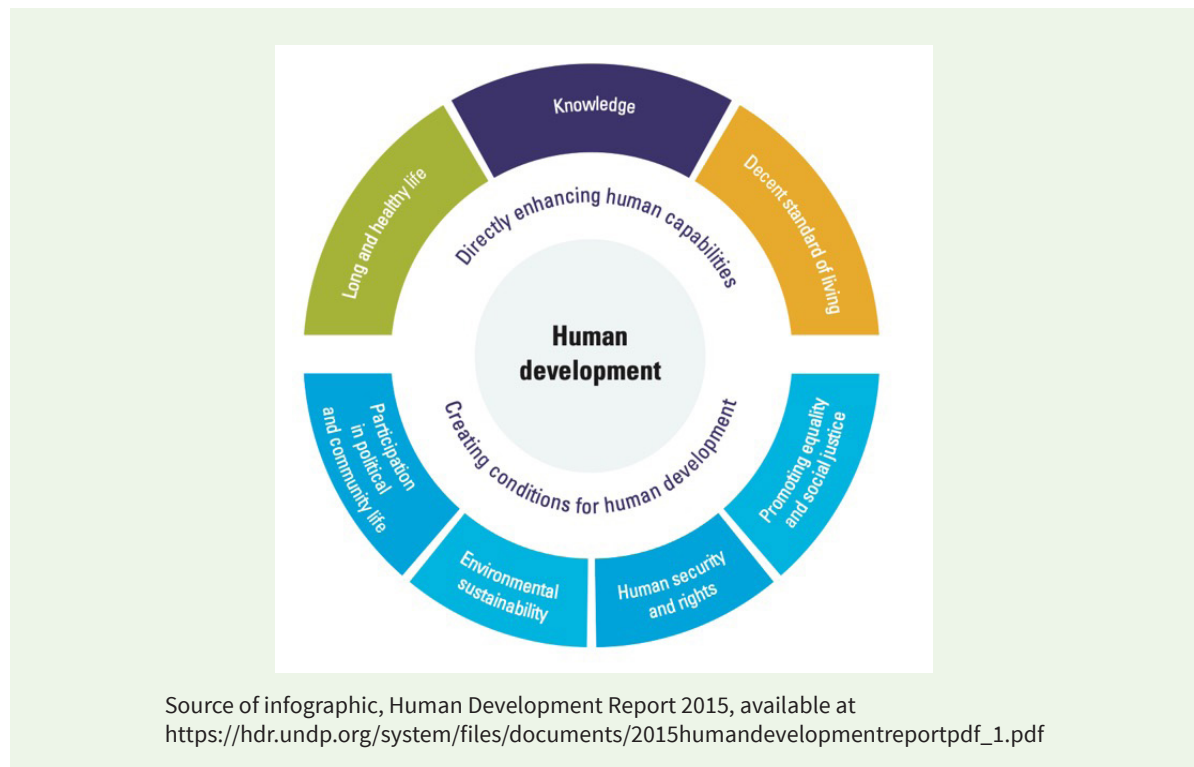 Knowledge
Long and healthy life
Decent standard of living
Directly enhancing human capabilities
Human
development
Creating conditions for human development
Participation
in political
and community life
Environmental
sustainability
Human security
and rights
Promoting equality
and social justice
Source of infographic, Human Development Report 2015, available at
https://hdr.undp.org/system/files/documents/2015humandevelopmentreportpdf_1.pdf